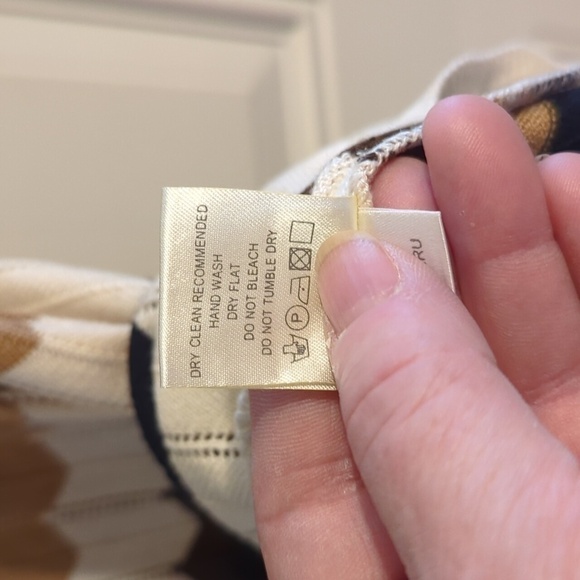 DRY CLEAN RECOMMENDED
HAND WASH
DRY FLAT
DO NOT BLEACH
DO NOT TUMBLE DRY
P